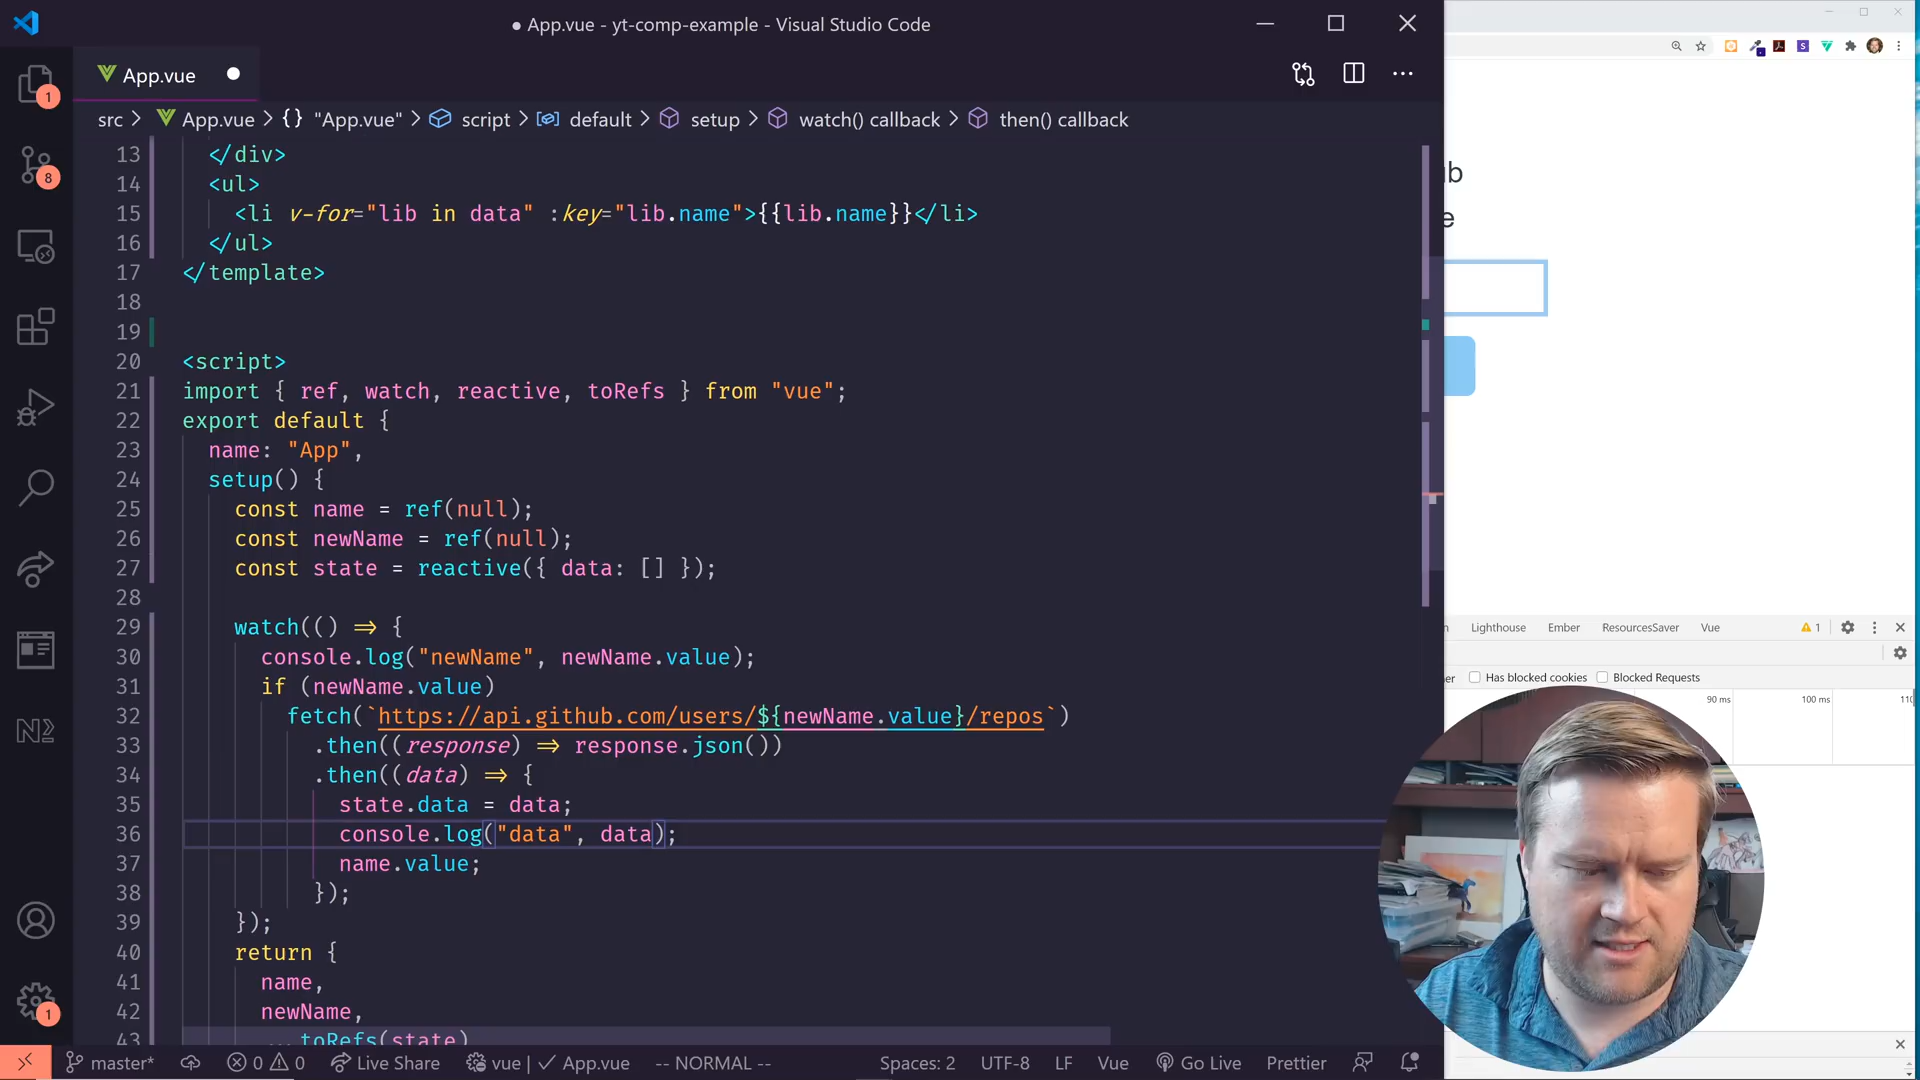 ● App.vue - yt-comp-example - Visual Studio Code
App.vue
src > App.vue > {} "App.vue" > script > default > setup > watch() callback > then() callback
13 </div>
14 <ul>
15 <li v-for="lib in data" :key="lib.name">{{lib.name}}</li>
16 </ul>
17 </template>
18
19
20 <script>
21 import { ref, watch, reactive, toRefs } from "vue";
22 export default {
23 name: "App",
24 setup() {
25 const name = ref(null);
26 const newName = ref(null);
27 const state = reactive({ data: [] });
28
29 watch(() => {
30 console.log("newName", newName.value);
31 if (newName.value)
32 fetch(`https://api.github.com/users/${newName.value}/repos`)
33 .then((response) => response.json())
34 .then((data) => {
35 state.data = data;
36 console.log("data", data);
37 name.value;
38 });
39 });
40 return {
41 name,
42 newName,
43 ...toRefs(state)
1
8
1
master* 0 0 Live Share vue | ✓ App.vue -- NORMAL -- Spaces: 2 UTF-8 LF Vue Go Live Prettier
b
e
Lighthouse Ember ResourcesSaver Vue 1
Has blocked cookies Blocked Requests
90 ms 100 ms